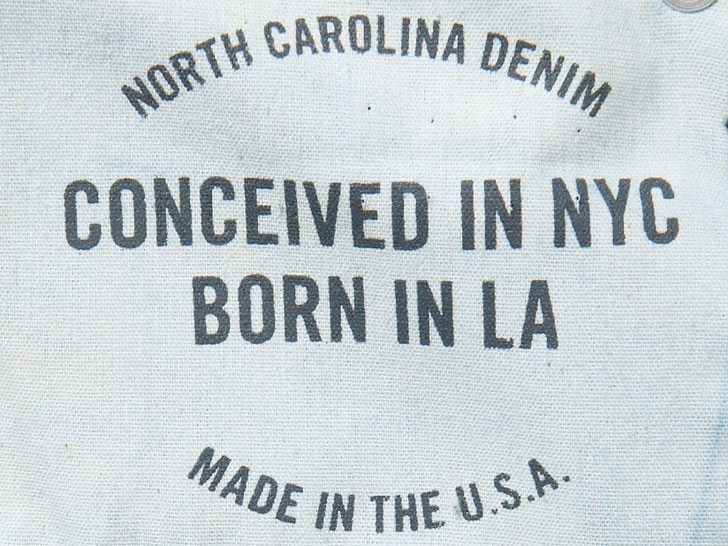 NORTH CAROLINA DENIM
CONCEIVED IN NYC
BORN IN LA
MADE IN THE U.S.A.